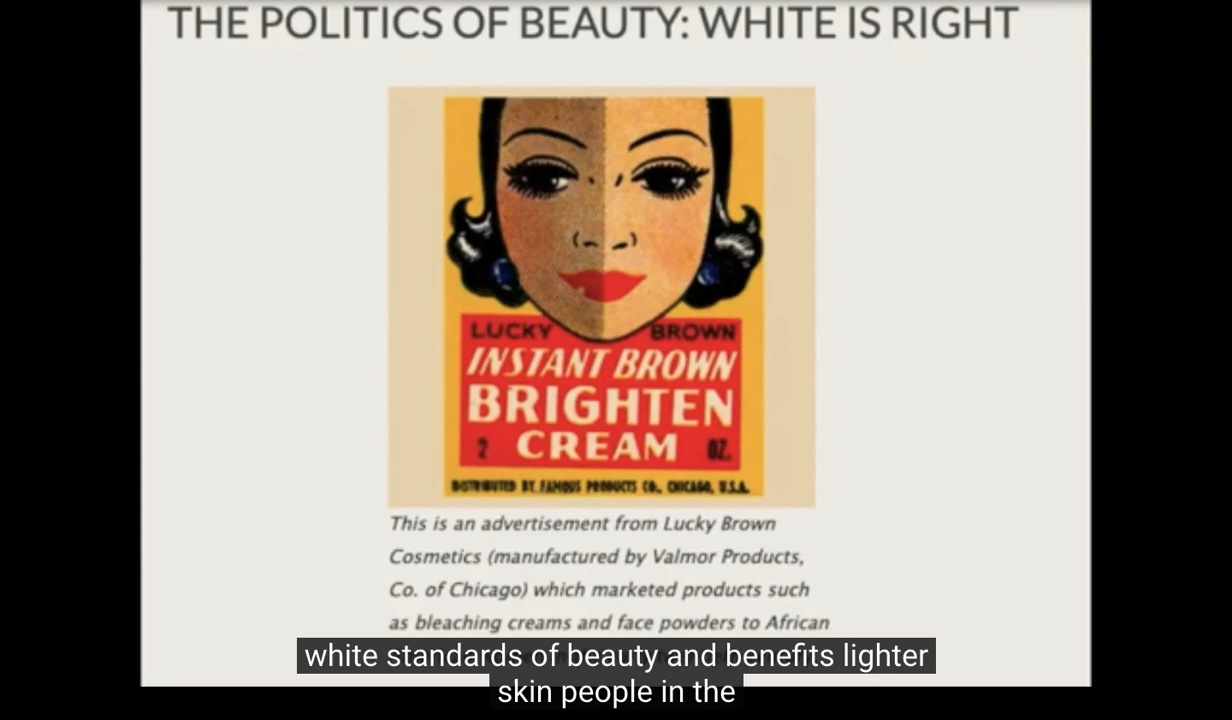 THE POLITICS OF BEAUTY: WHITE IS RIGHT
LUCKY BROWN
INSTANT BROWN
BRIGHTEN
2 CREAM OZ.
DISTRIBUTED BY FAMOUS PRODUCTS CO., CHICAGO, U.S.A.
This is an advertisement from Lucky Brown
Cosmetics (manufactured by Valmor Products,
Co. of Chicago) which marketed products such
as bleaching creams and face powders to African
white standards of beauty and benefits lighter
skin people in the